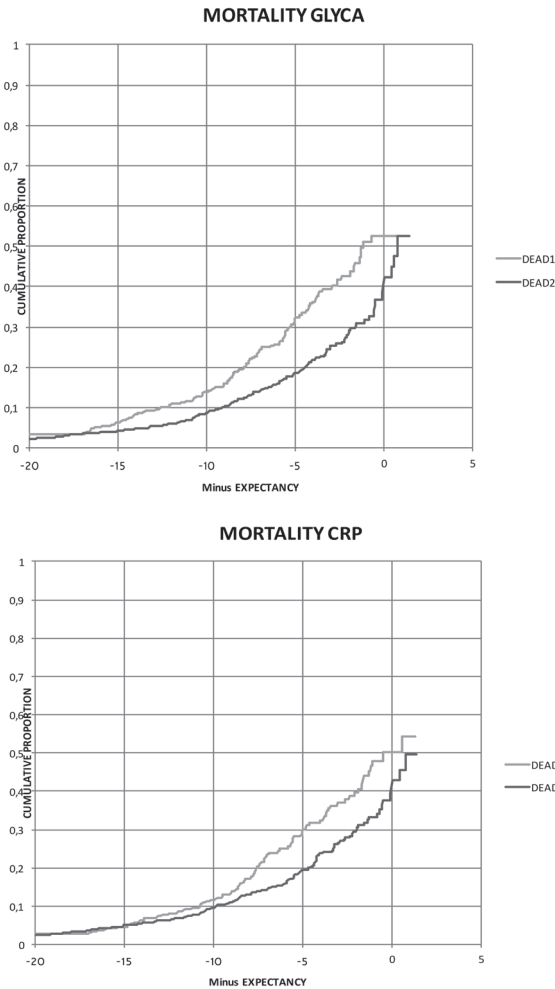 MORTALITY GLYCA
1
0,9
0,8
0,7
0,6
0,5
0,4
0,3
0,2
0,1
0
CUMULATIVE PROPORTION
-20 -15 -10 -5 0 5
Minus EXPECTANCY
DEAD1
DEAD2
MORTALITY CRP
1
0,9
0,8
0,7
0,6
0,5
0,4
0,3
0,2
0,1
0
CUMULATIVE PROPORTION
-20 -15 -10 -5 0 5
Minus EXPECTANCY
DEAD
DEAD